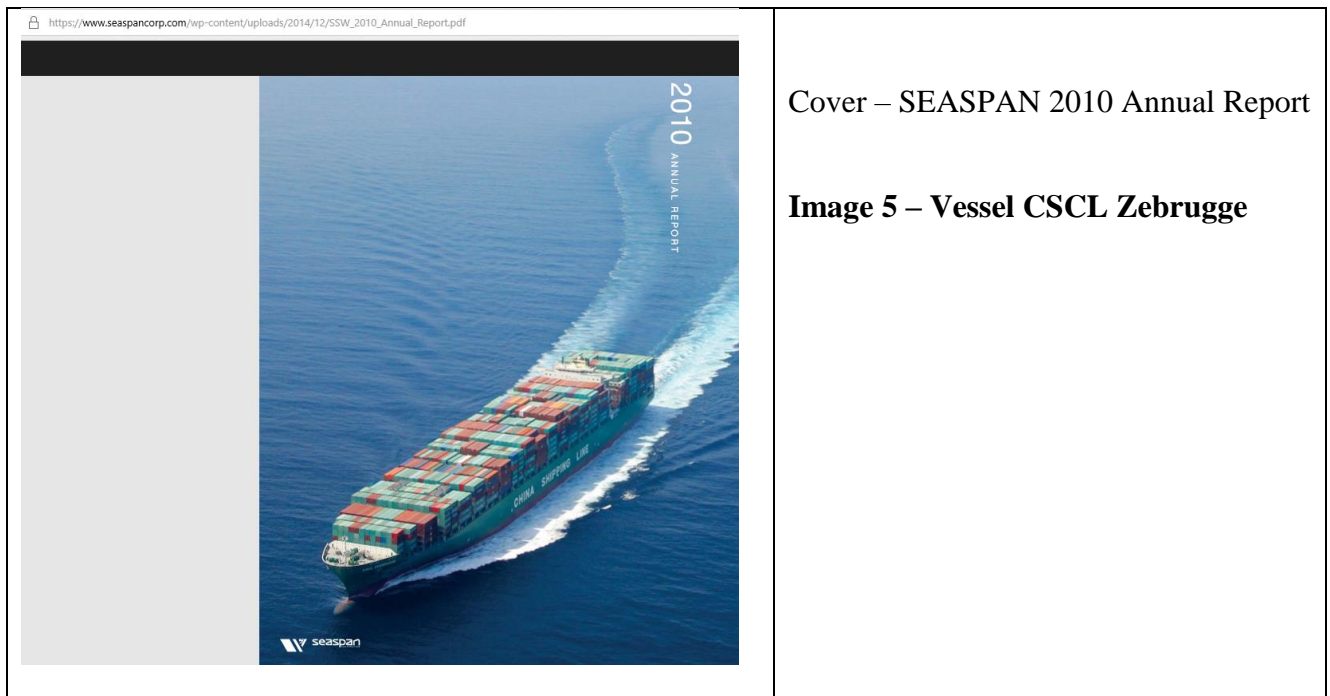 https://www.seaspancorp.com/wp-content/uploads/2014/12/SSW_2010_Annual_Report.pdf
2010 ANNUAL REPORT
CHINA SHIPPING LINE
seaspan
Cover – SEASPAN 2010 Annual Report
Image 5 – Vessel CSCL Zebrugge